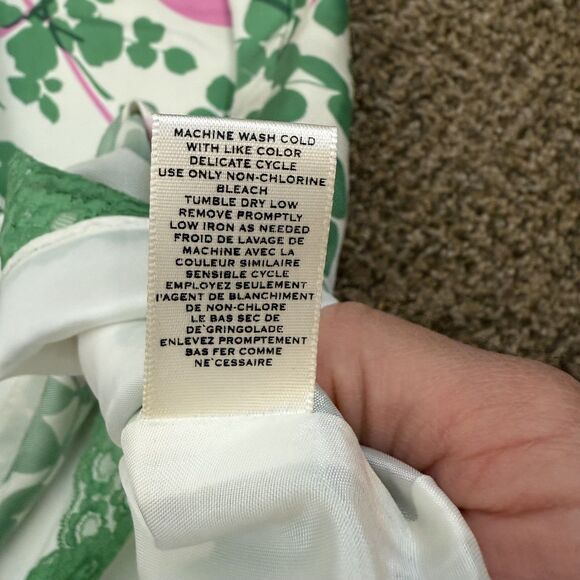 MACHINE WASH COLD
WITH LIKE COLOR
DELICATE CYCLE
USE ONLY NON-CHLORINE
BLEACH
TUMBLE DRY LOW
REMOVE PROMPTLY
LOW IRON AS NEEDED
FROID DE LAVAGE DE
MACHINE AVEC LA
COULEUR SIMILAIRE
SENSIBLE CYCLE
EMPLOYEZ SEULEMENT
l'AGENT DE BLANCHIMENT
DE NON-CHLORE
LE BAS SEC DE
DE`GRINGOLADE
ENLEVEZ PROMPTEMENT
BAS FER COMME
NE`CESSAIRE